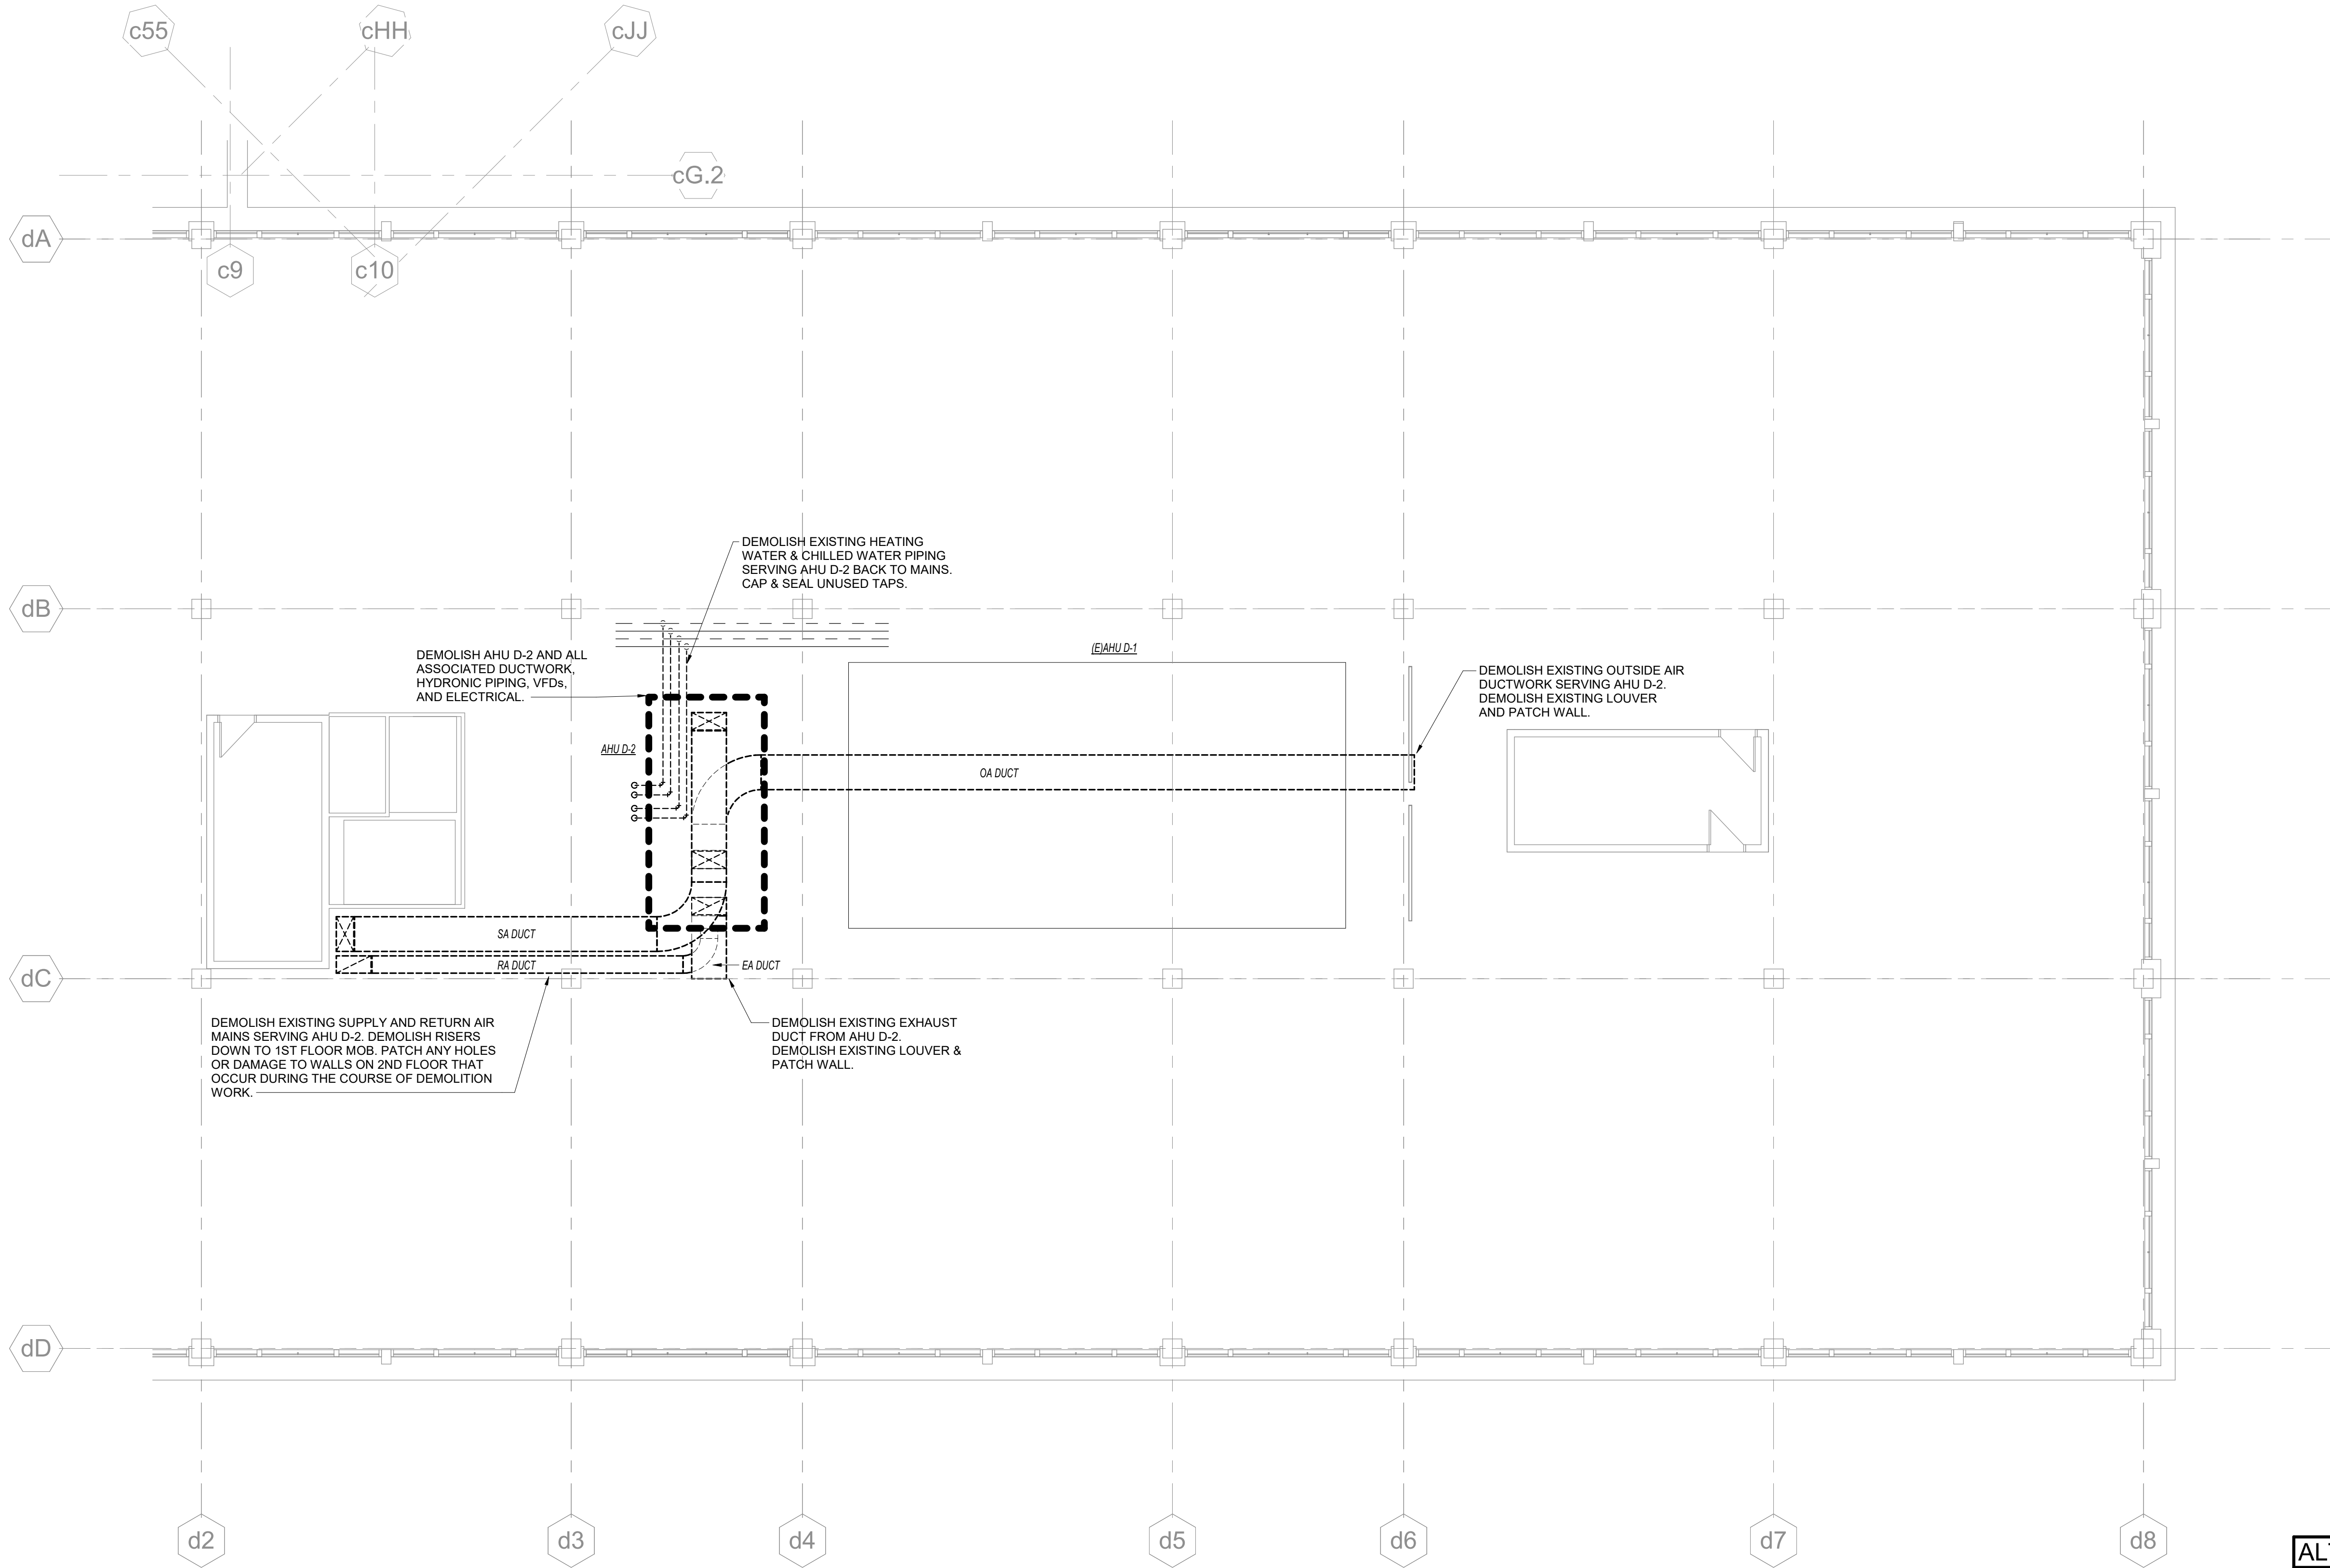 c55
cHH
cJJ
cG.2
dA
c9
c10
DEMOLISH EXISTING HEATING
WATER & CHILLED WATER PIPING
SERVING AHU D-2 BACK TO MAINS.
CAP & SEAL UNUSED TAPS.
dB
DEMOLISH AHU D-2 AND ALL
ASSOCIATED DUCTWORK,
HYDRONIC PIPING, VFDs,
AND ELECTRICAL.
(E)AHU D-1
DEMOLISH EXISTING OUTSIDE AIR
DUCTWORK SERVING AHU D-2.
DEMOLISH EXISTING LOUVER
AND PATCH WALL.
AHU D-2
OA DUCT
SA DUCT
RA DUCT
EA DUCT
dC
DEMOLISH EXISTING SUPPLY AND RETURN AIR
MAINS SERVING AHU D-2. DEMOLISH RISERS
DOWN TO 1ST FLOOR MOB. PATCH ANY HOLES
OR DAMAGE TO WALLS ON 2ND FLOOR THAT
OCCUR DURING THE COURSE OF DEMOLITION
WORK.
DEMOLISH EXISTING EXHAUST
DUCT FROM AHU D-2.
DEMOLISH EXISTING LOUVER &
PATCH WALL.
dD
d2
d3
d4
d5
d6
d7
d8